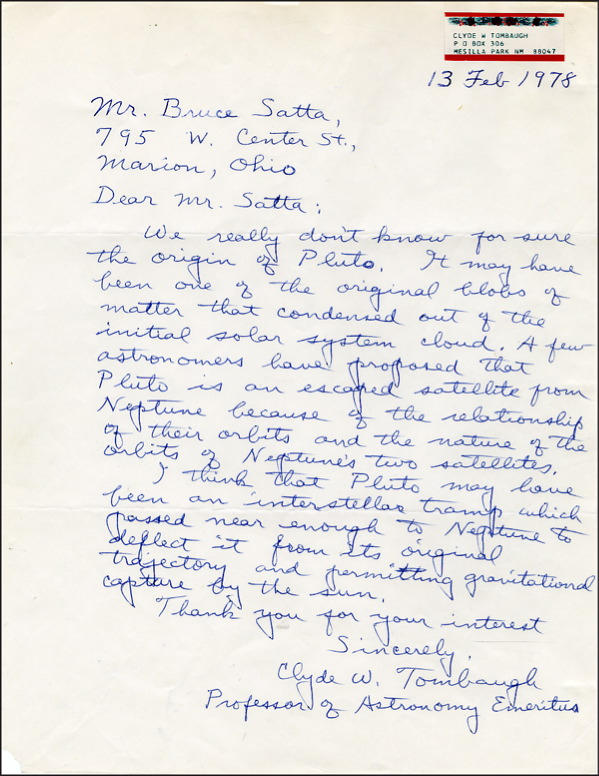 CLYDE W TOMBAUGH
P O BOX 306
MESILLA PARK NM 88047
13 Feb 1978
Mr. Bruce Satta,
795 W. Center St.,
Marion, Ohio
Dear Mr. Satta:
We really don't know for sure
the origin of Pluto. It may have
been one of the original blobs of
matter that condensed out of the
initial solar system cloud. A few
astronomers have proposed that
Pluto is an escaped satellite from
Neptune because of the relationship
of their orbits and the nature of the
orbits of Neptune's two satellites.
I think that Pluto may have
been an interstellar tramp which
passed near enough to Neptune to
deflect it from its original
trajectory and permitting gravitational
capture by the sun.
Thank you for your interest
Sincerely,
Clyde W. Tombaugh
Professor of Astronomy Emeritus